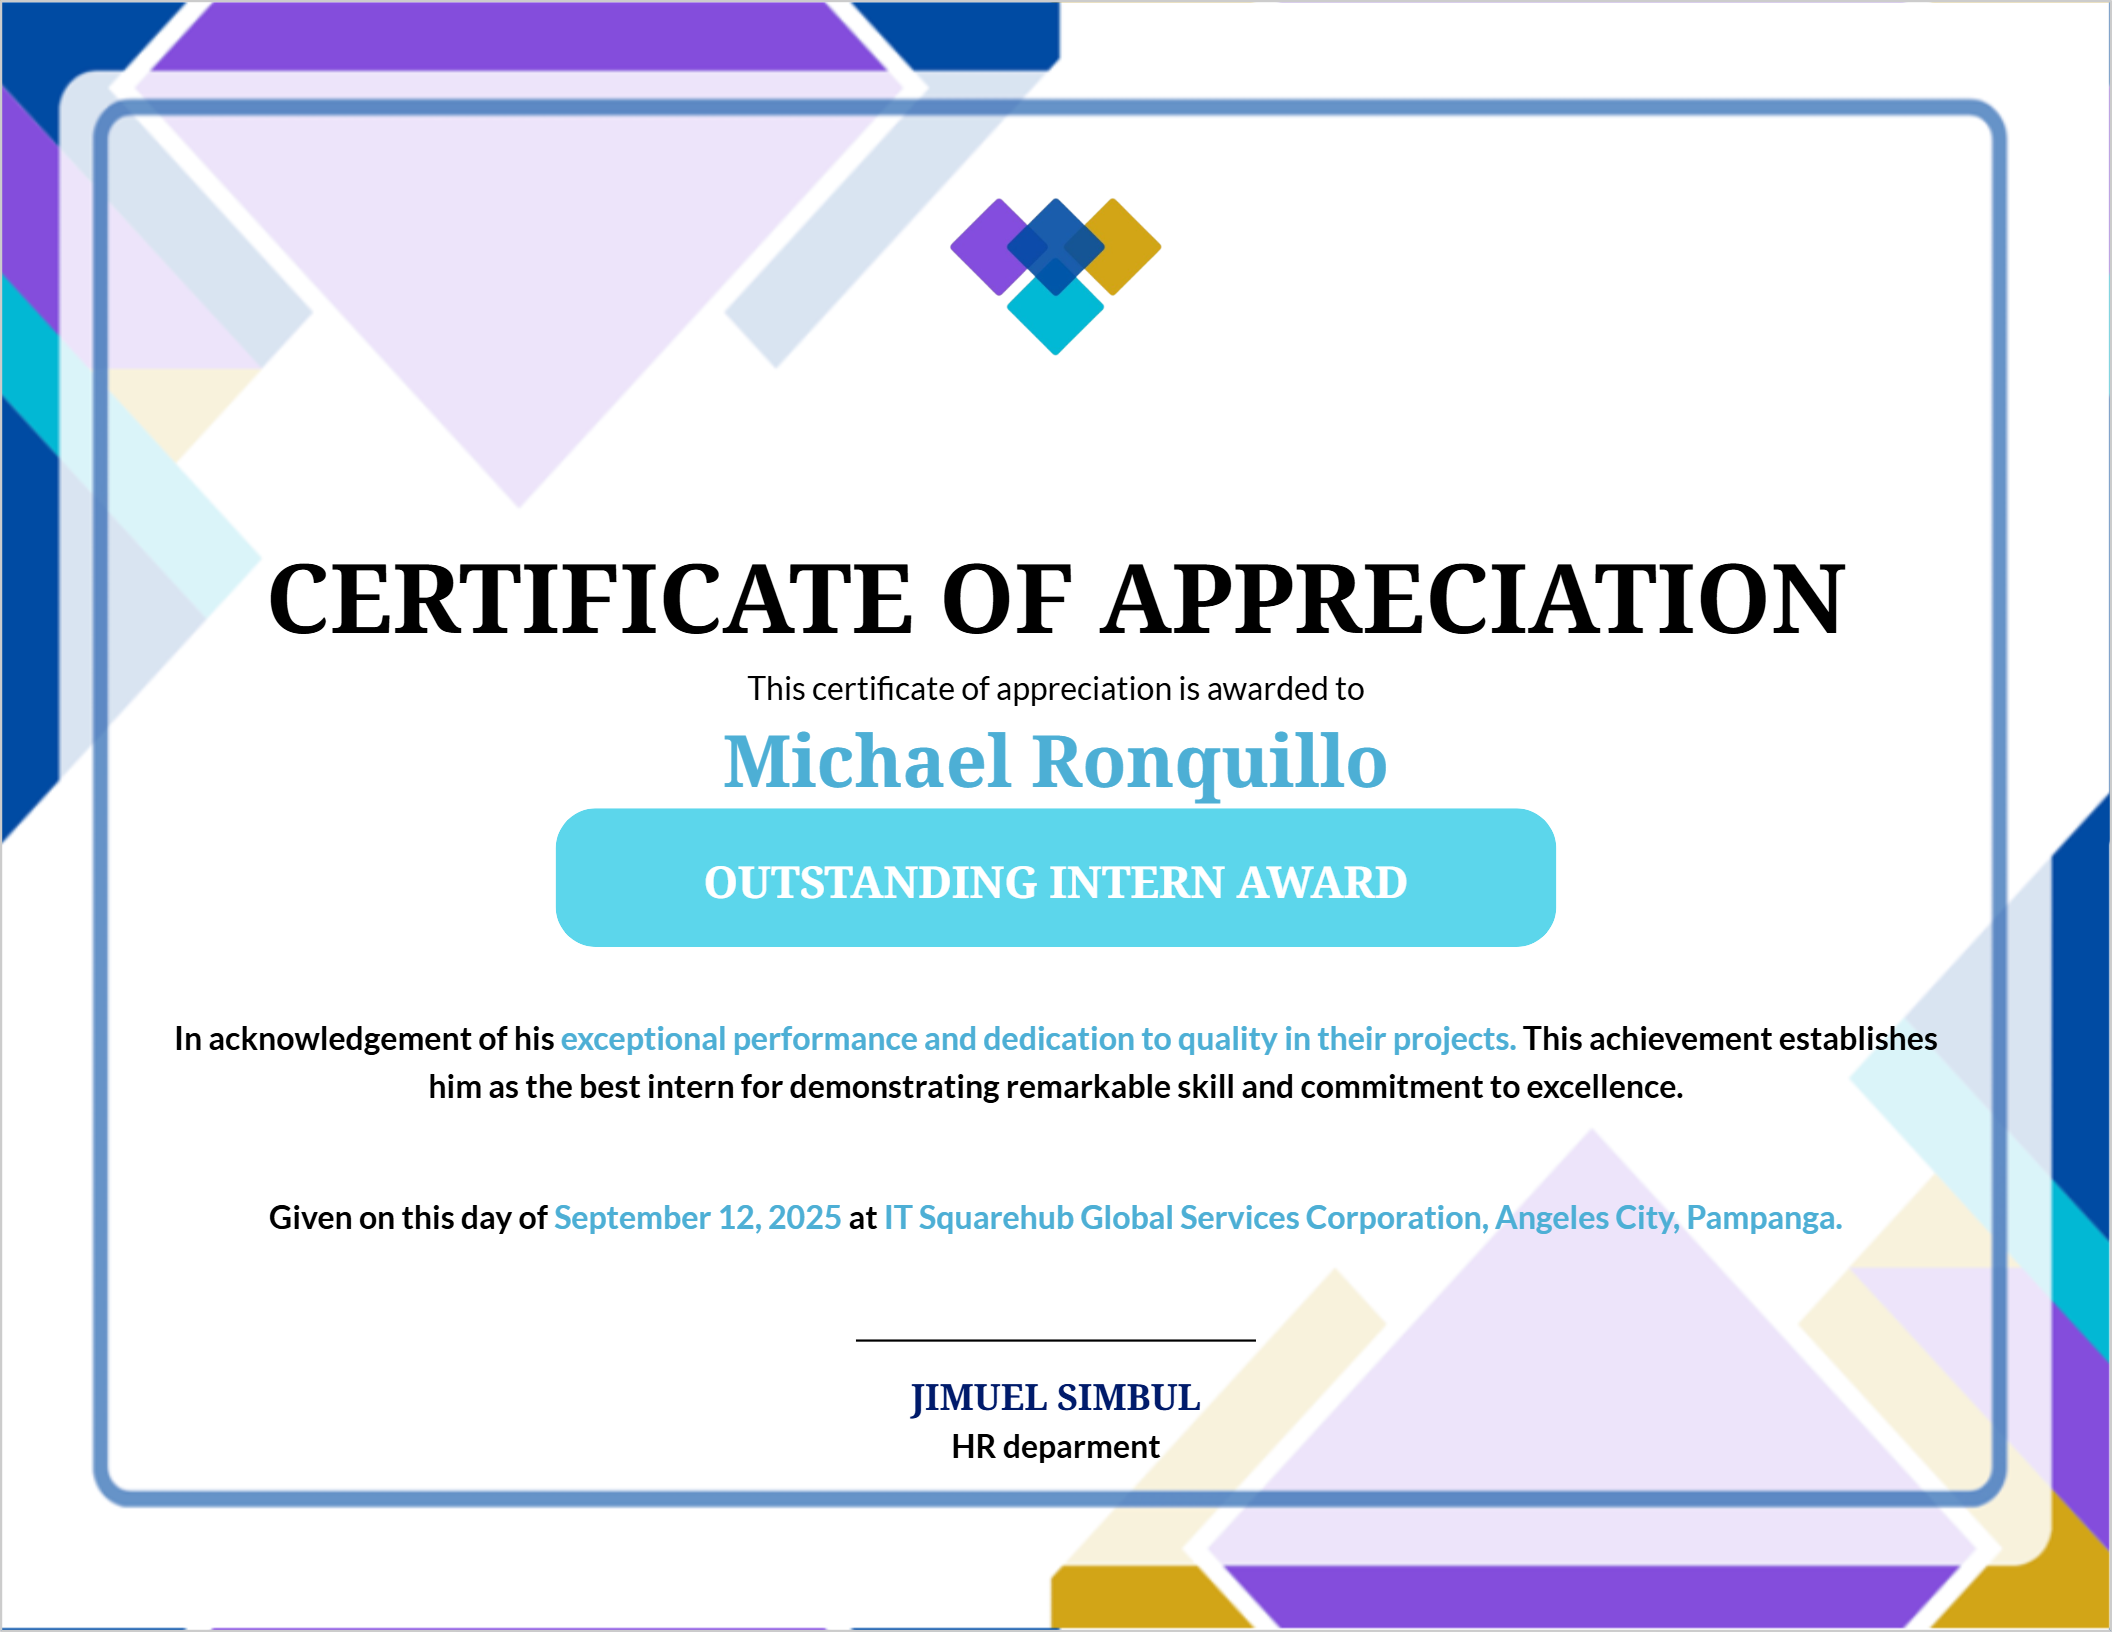 CERTIFICATE OF APPRECIATION
This certificate of appreciation is awarded to
Michael Ronquillo
OUTSTANDING INTERN AWARD
In acknowledgement of his exceptional performance and dedication to quality in their projects. This achievement establishes
him as the best intern for demonstrating remarkable skill and commitment to excellence.
Given on this day of September 12, 2025 at IT Squarehub Global Services Corporation, Angeles City, Pampanga.
JIMUEL SIMBUL
HR deparment